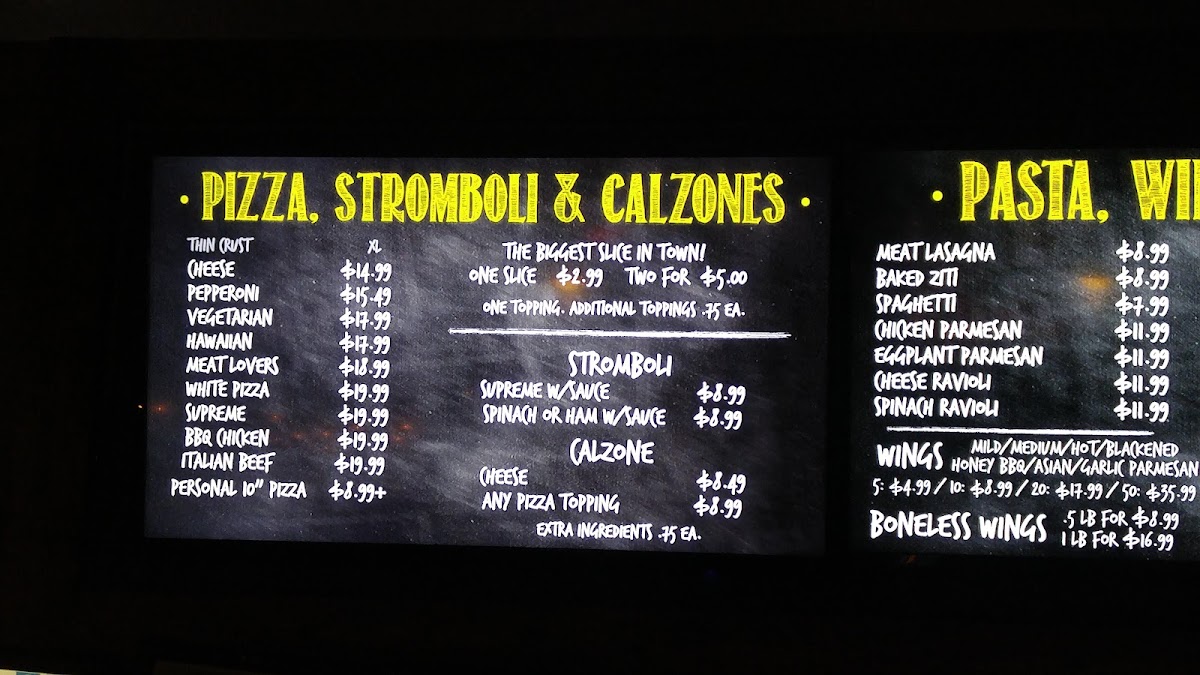 · PIZZA, STROMBOLI & CALZONES ·
THIN CRUST XL
CHEESE $14.99
PEPPERONI $15.49
VEGETARIAN $17.99
HAWAIIAN $17.99
MEAT LOVERS $18.99
WHITE PIZZA $19.99
SUPREME $19.99
BBQ CHICKEN $19.99
ITALIAN BEEF $19.99
PERSONAL 10" PIZZA $8.99+
THE BIGGEST SLICE IN TOWN!
ONE SLICE $2.99 TWO FOR $5.00
ONE TOPPING. ADDITIONAL TOPPINGS .75 EA.
STROMBOLI
SUPREME W/SAUCE $8.99
SPINACH OR HAM W/SAUCE $8.99
CALZONE
CHEESE $8.49
ANY PIZZA TOPPING $8.99
EXTRA INGREDIENTS .75 EA.
· PASTA, WI
MEAT LASAGNA $8.99
BAKED ZITI $8.99
SPAGHETTI $7.99
CHICKEN PARMESAN $11.99
EGGPLANT PARMESAN $11.99
CHEESE RAVIOLI $11.99
SPINACH RAVIOLI $11.99
WINGS MILD/MEDIUM/HOT/BLACKENED
HONEY BBQ/ASIAN/GARLIC PARMESAN
5: $4.99 / 10: $8.99 / 20: $17.99 / 50: $35.99
BONELESS WINGS .5 LB FOR $8.99
1 LB FOR $16.99